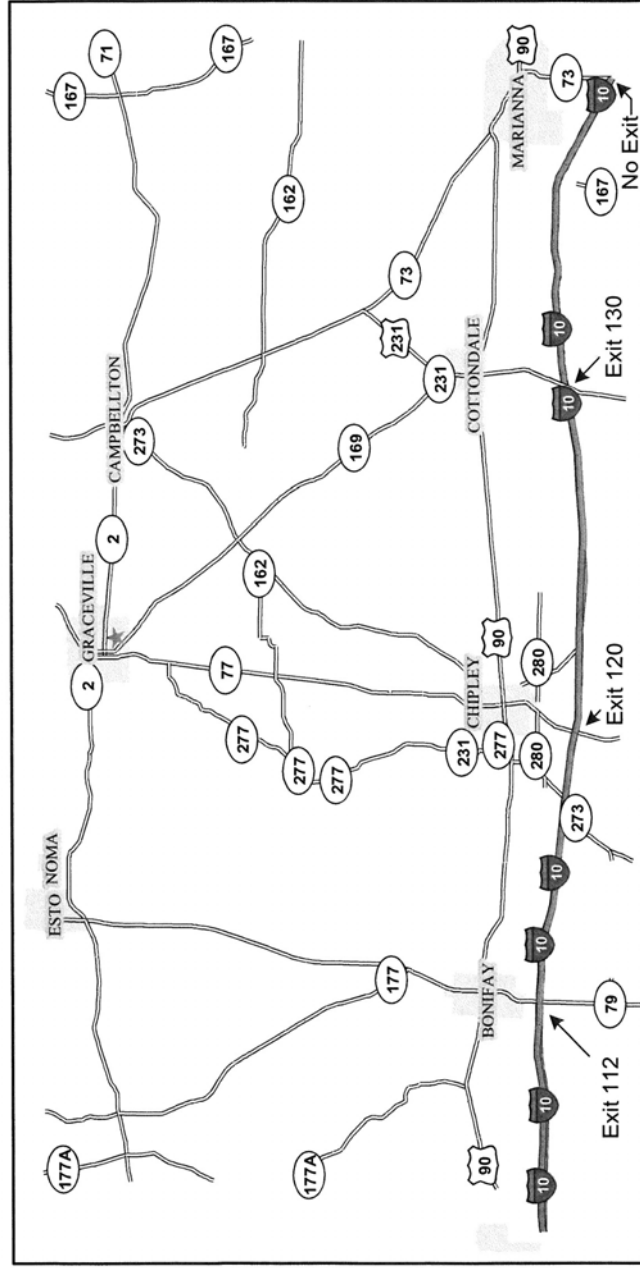 167
71
167
90
MARIANNA
73
10
No Exit
162
73
167
231
10
Exit 130
CAMPBELLTON
273
231
COTTONDALE
10
169
2
162
GRACEVILLE
2
77
90
CHIPLEY
280
Exit 120
277
277
277
231
277
280
273
ESTO NOMA
10
10
177
BONIFAY
79
Exit 112
177A
177A
90
10
10